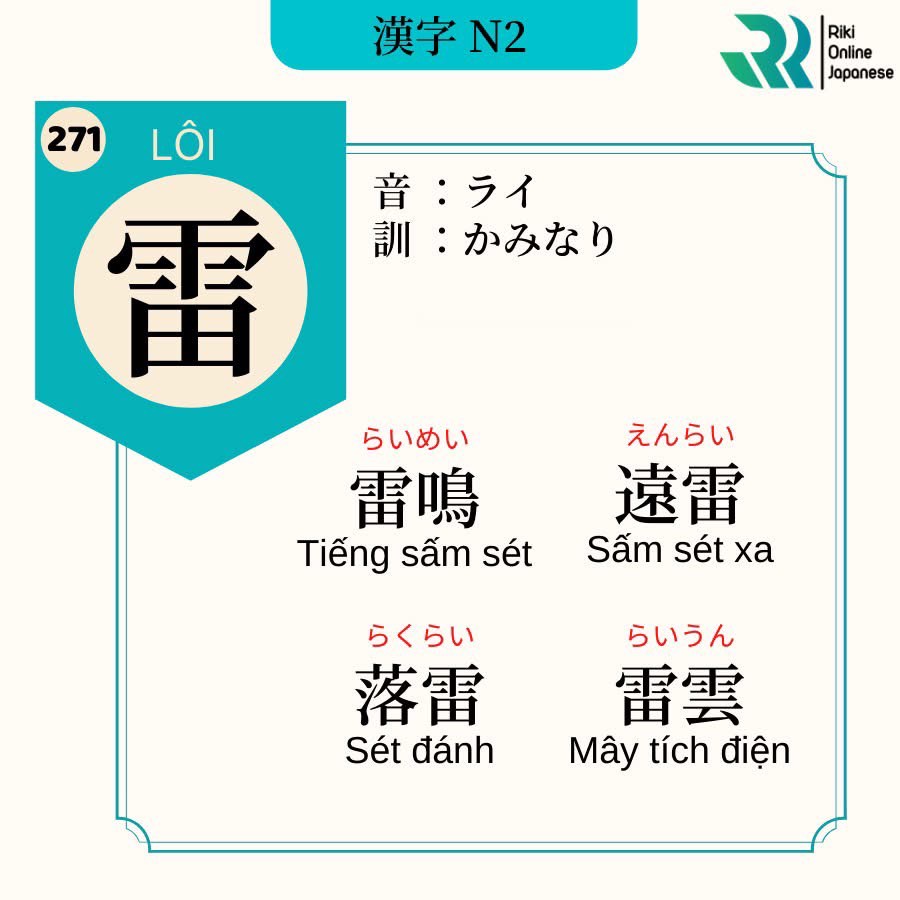 漢字 N2
Riki
Online
Japanese
271
LÔI
雷
音 ：ライ
訓 ：かみなり
らいめい
雷鳴
Tiếng sấm sét
えんらい
遠雷
Sấm sét xa
らくらい
落雷
Sét đánh
らいうん
雷雲
Mây tích điện